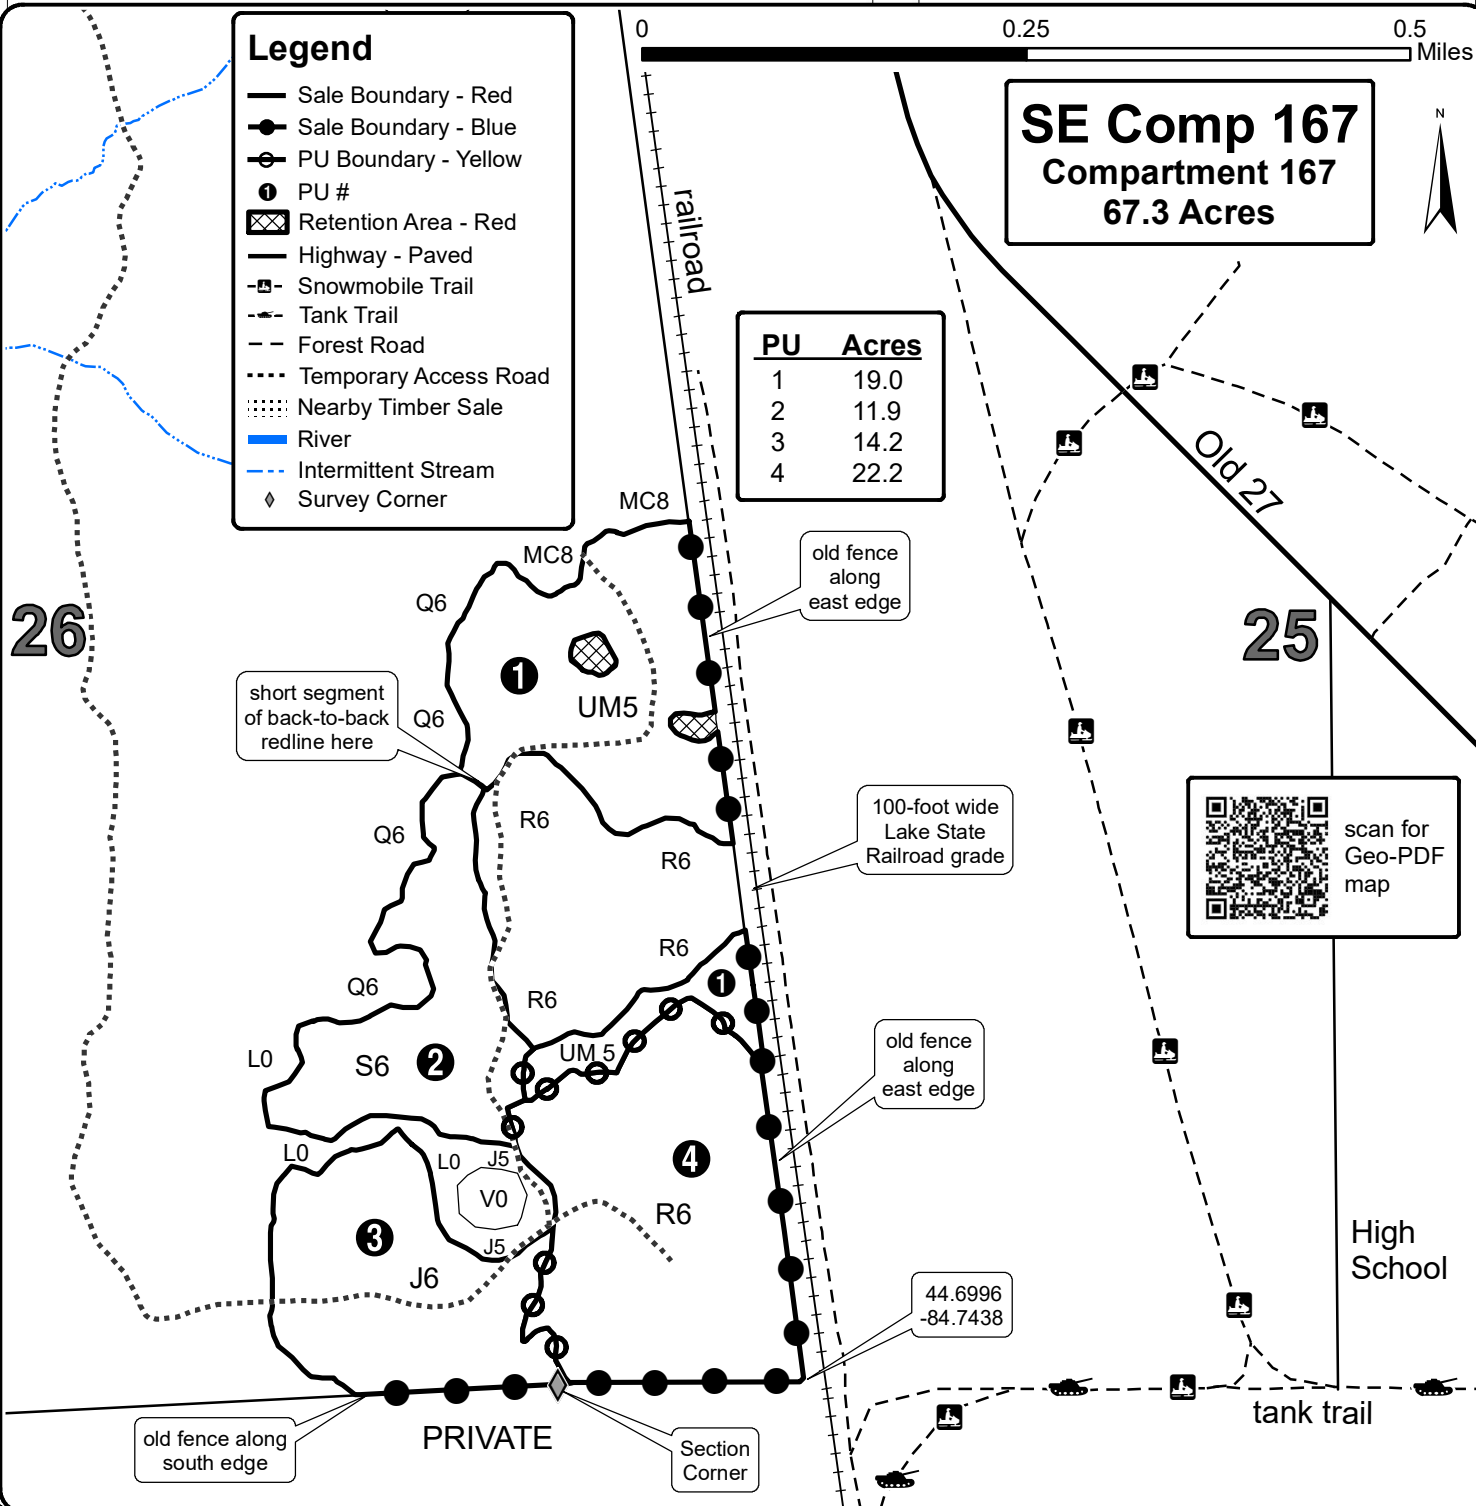 Legend
Sale Boundary - Red
Sale Boundary - Blue
PU Boundary - Yellow
1 PU #
Retention Area - Red
Highway - Paved
Snowmobile Trail
Tank Trail
Forest Road
Temporary Access Road
Nearby Timber Sale
River
Intermittent Stream
Survey Corner
0 0.25 0.5
Miles
SE Comp 167
Compartment 167
67.3 Acres
N
railroad
PU Acres
1 19.0
2 11.9
3 14.2
4 22.2
Old 27
MC8
MC8
old fence
along
east edge
Q6
26
25
1
UM5
short segment
of back-to-back
redline here
Q6
R6
Q6
R6
100-foot wide
Lake State
Railroad grade
scan for
Geo-PDF
map
R6
Q6
1
R6
L0
S6
2
UM 5
old fence
along
east edge
L0
L0
J5
4
V0
R6
3
J5
J6
High
School
44.6996
-84.7438
tank trail
PRIVATE
old fence along
south edge
Section
Corner